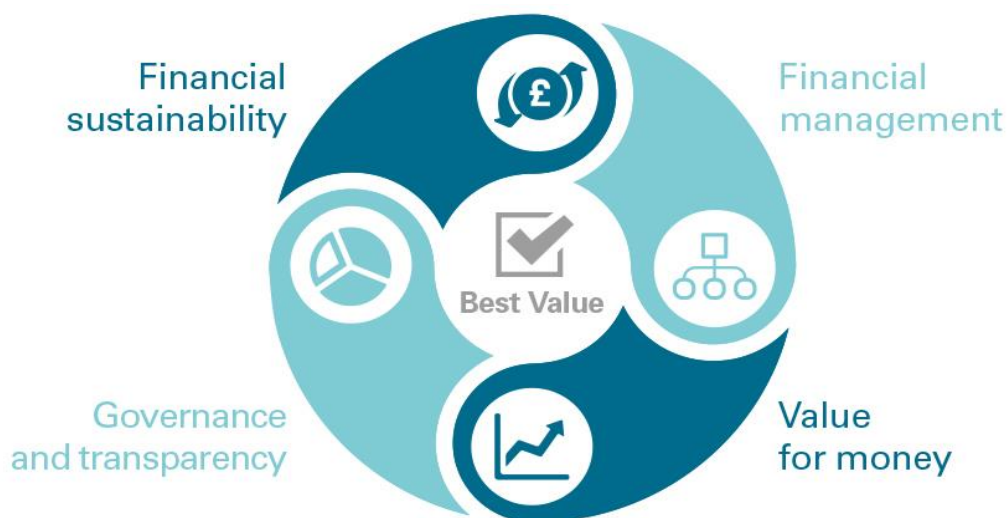 Financial
sustainability
Financial
management
£
Best Value
Governance
and transparency
Value
for money